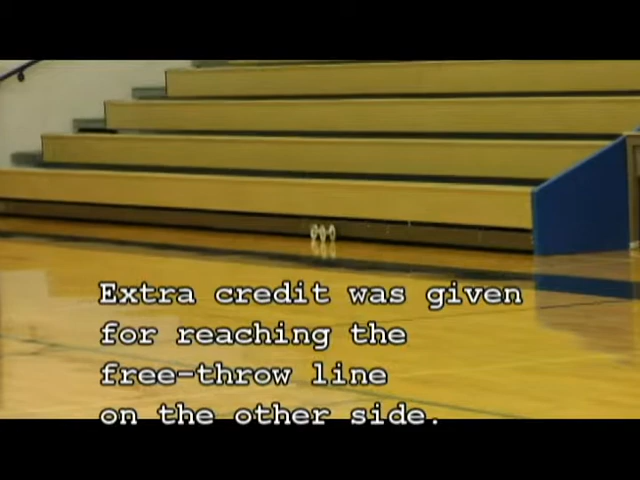 Extra credit was given
for reaching the
free-throw line
on the other side.